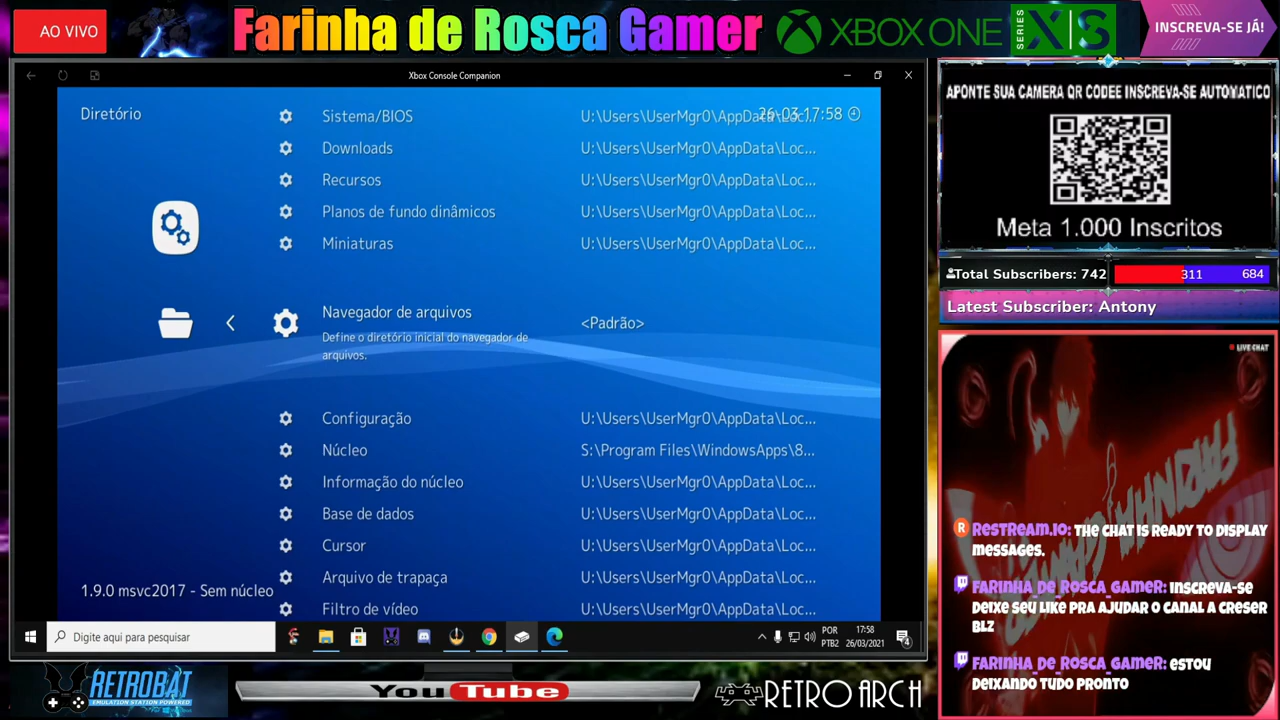 AO VIVO
Farinha de Rosca Gamer
XBOX ONE
SERIES X|S
INSCREVA-SE JÁ!
Xbox Console Companion
Diretório
26-03 17:58
Sistema/BIOS U:\Users\UserMgr0\AppData\Loc...
Downloads U:\Users\UserMgr0\AppData\Loc...
Recursos U:\Users\UserMgr0\AppData\Loc...
Planos de fundo dinâmicos U:\Users\UserMgr0\AppData\Loc...
Miniaturas U:\Users\UserMgr0\AppData\Loc...
Navegador de arquivos <Padrão>
Define o diretório inicial do navegador de
arquivos.
Configuração U:\Users\UserMgr0\AppData\Loc...
Núcleo S:\Program Files\WindowsApps\8...
Informação do núcleo U:\Users\UserMgr0\AppData\Loc...
Base de dados U:\Users\UserMgr0\AppData\Loc...
Cursor U:\Users\UserMgr0\AppData\Loc...
Arquivo de trapaça U:\Users\UserMgr0\AppData\Loc...
Filtro de vídeo U:\Users\UserMgr0\AppData\Loc...
1.9.0 msvc2017 - Sem núcleo
Digite aqui para pesquisar
POR
PTB2
17:58
26/03/2021
4
APONTE SUA CAMERA QR CODEE INSCREVA-SE AUTOMATICO
Meta 1.000 Inscritos
Total Subscribers: 742
311
684
Latest Subscriber: Antony
LIVE CHAT
RESTREAM.IO: THE CHAT IS READY TO DISPLAY
MESSAGES.
FARINHA_DE_ROSCA_GAMER: INSCREVA-SE
DEIXE SEU LIKE PRA AJUDAR O CANAL A CRESER
BLZ
FARINHA_DE_ROSCA_GAMER: ESTOU
DEIXANDO TUDO PRONTO
RETROBAT
EMULATION STATION POWERED
YouTube
RETRO ARCH